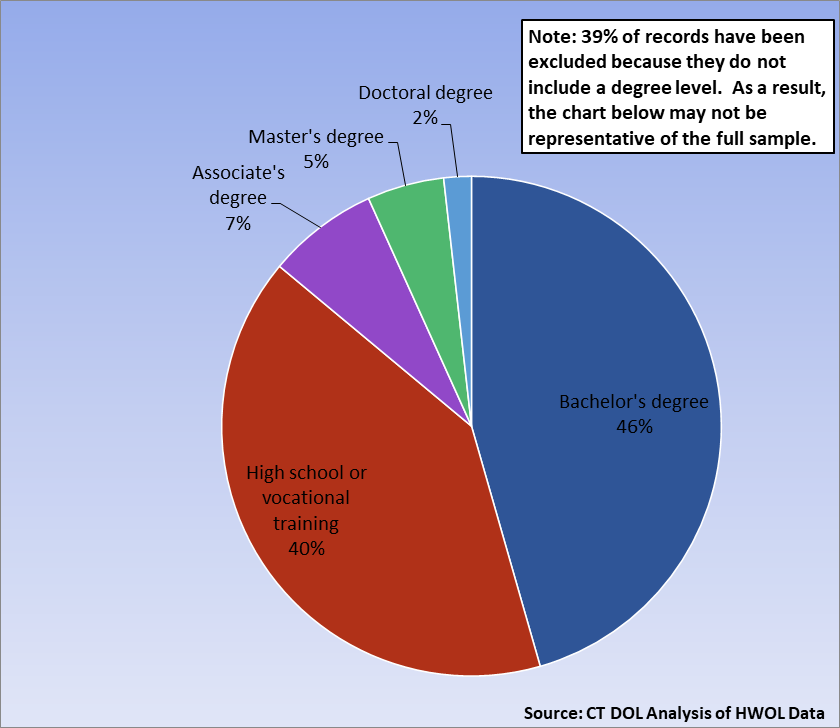 Note: 39% of records have been
excluded because they do not
include a degree level.  As a result,
the chart below may not be
representative of the full sample.
Doctoral degree
2%
Master's degree
5%
Associate's
degree
7%
Bachelor's degree
46%
High school or
vocational
training
40%
Source: CT DOL Analysis of HWOL Data